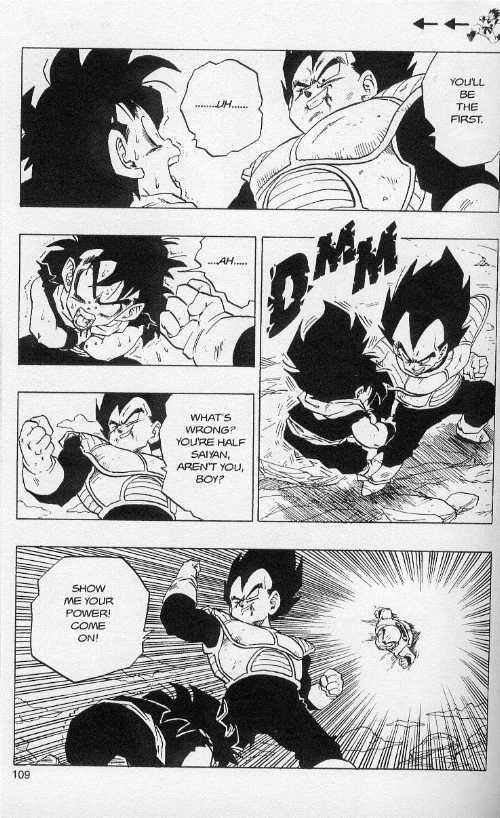 YOU'LL
BE
THE
FIRST.
........UH......
DMM
....AH.....
WHAT'S
WRONG?
YOU'RE HALF
SAIYAN,
AREN'T YOU,
BOY?
SHOW
ME YOUR
POWER!
COME
ON!
109